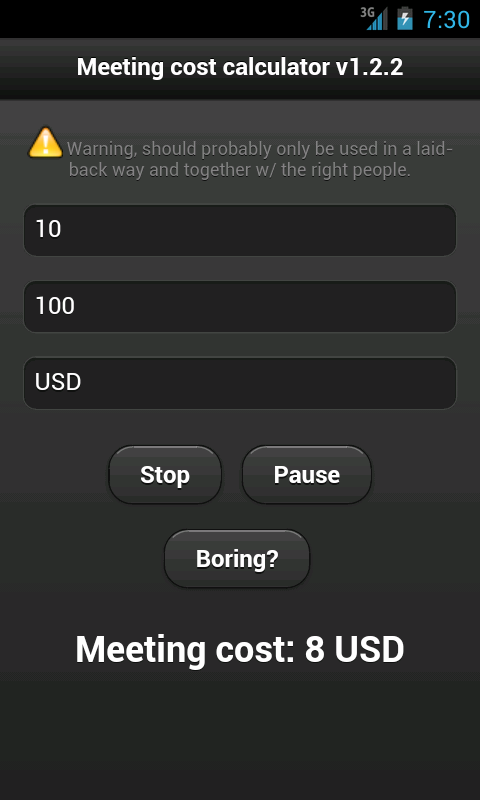 3G 7:30
Meeting cost calculator v1.2.2
Warning, should probably only be used in a laid-
back way and together w/ the right people.
10
100
USD
Stop Pause
Boring?
Meeting cost: 8 USD